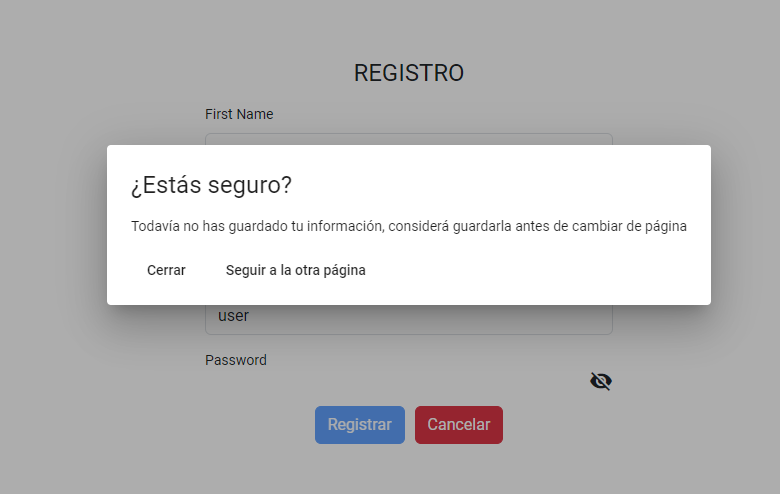 REGISTRO
First Name
¿Estás seguro?
Todavía no has guardado tu información, considerá guardarla antes de cambiar de página
Cerrar Seguir a la otra página
user
Password
Registrar Cancelar